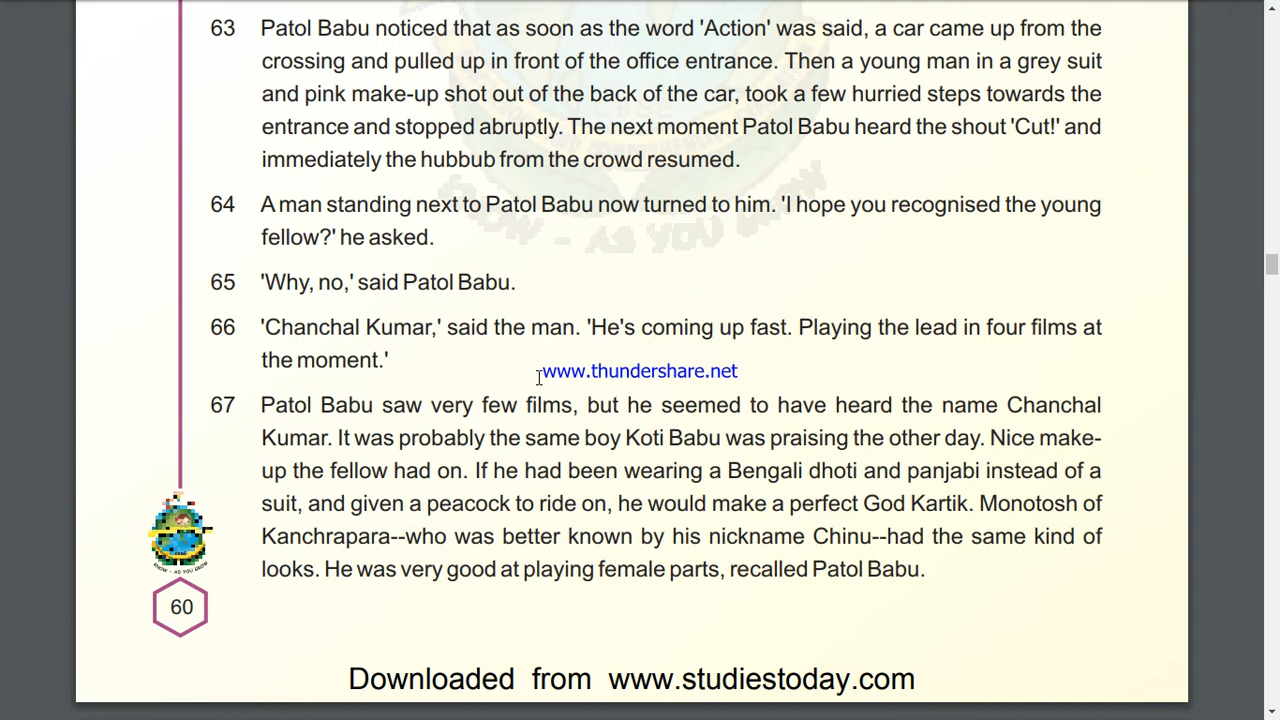 63 Patol Babu noticed that as soon as the word 'Action' was said, a car came up from the
crossing and pulled up in front of the office entrance. Then a young man in a grey suit
and pink make-up shot out of the back of the car, took a few hurried steps towards the
entrance and stopped abruptly. The next moment Patol Babu heard the shout 'Cut!' and
immediately the hubbub from the crowd resumed.
64 A man standing next to Patol Babu now turned to him. 'I hope you recognised the young
fellow?' he asked.
65 'Why, no,' said Patol Babu.
66 'Chanchal Kumar,' said the man. 'He's coming up fast. Playing the lead in four films at
the moment.'
www.thundershare.net
67 Patol Babu saw very few films, but he seemed to have heard the name Chanchal
Kumar. It was probably the same boy Koti Babu was praising the other day. Nice make-
up the fellow had on. If he had been wearing a Bengali dhoti and panjabi instead of a
suit, and given a peacock to ride on, he would make a perfect God Kartik. Monotosh of
Kanchrapara--who was better known by his nickname Chinu--had the same kind of
looks. He was very good at playing female parts, recalled Patol Babu.
60
Downloaded from www.studiestoday.com